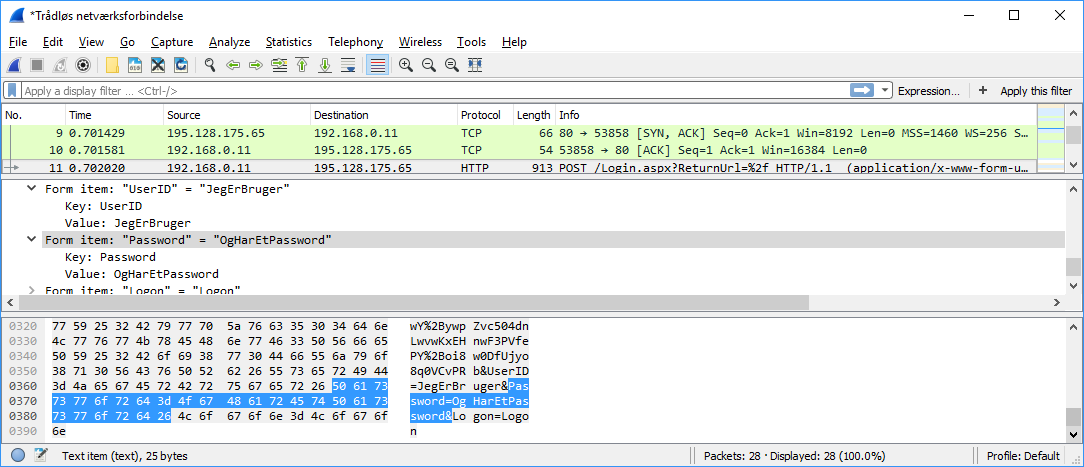 *Trådløs netværksforbindelse
File Edit View Go Capture Analyze Statistics Telephony Wireless Tools Help
Apply a display filter ... <Ctrl-/> Expression... + Apply this filter
No. Time Source Destination Protocol Length Info
9 0.701429 195.128.175.65 192.168.0.11 TCP 66 80 → 53858 [SYN, ACK] Seq=0 Ack=1 Win=8192 Len=0 MSS=1460 WS=256 S...
10 0.701581 192.168.0.11 195.128.175.65 TCP 54 53858 → 80 [ACK] Seq=1 Ack=1 Win=16384 Len=0
11 0.702020 192.168.0.11 195.128.175.65 HTTP 913 POST /Login.aspx?ReturnUrl=%2f HTTP/1.1 (application/x-www-form-u...
Form item: "UserID" = "JegErBruger"
Key: UserID
Value: JegErBruger
Form item: "Password" = "OgHarEtPassword"
Key: Password
Value: OgHarEtPassword
Form item: "Logon" = "Logon"
0320 77 59 25 32 42 79 77 70 5a 76 63 35 30 34 64 6e wY%2Bywp Zvc504dn
0330 4c 77 76 77 4b 78 45 48 6e 77 46 33 50 56 66 65 LwvwKxEH nwF3PVfe
0340 50 59 25 32 42 6f 69 38 77 30 44 66 55 6a 79 6f PY%2Boi8 w0DfUjyo
0350 38 71 30 56 43 76 50 52 62 26 55 73 65 72 49 44 8q0VCvPR b&UserID
0360 3d 4a 65 67 45 72 42 72 75 67 65 72 26 50 61 73 =JegErBr uger&Pas
0370 73 77 6f 72 64 3d 4f 67 48 61 72 45 74 50 61 73 sword=Og HarEtPas
0380 73 77 6f 72 64 26 4c 6f 67 6f 6e 3d 4c 6f 67 6f sword&Lo gon=Logo
0390 6e n
Text item (text), 25 bytes Packets: 28 · Displayed: 28 (100.0%) Profile: Default